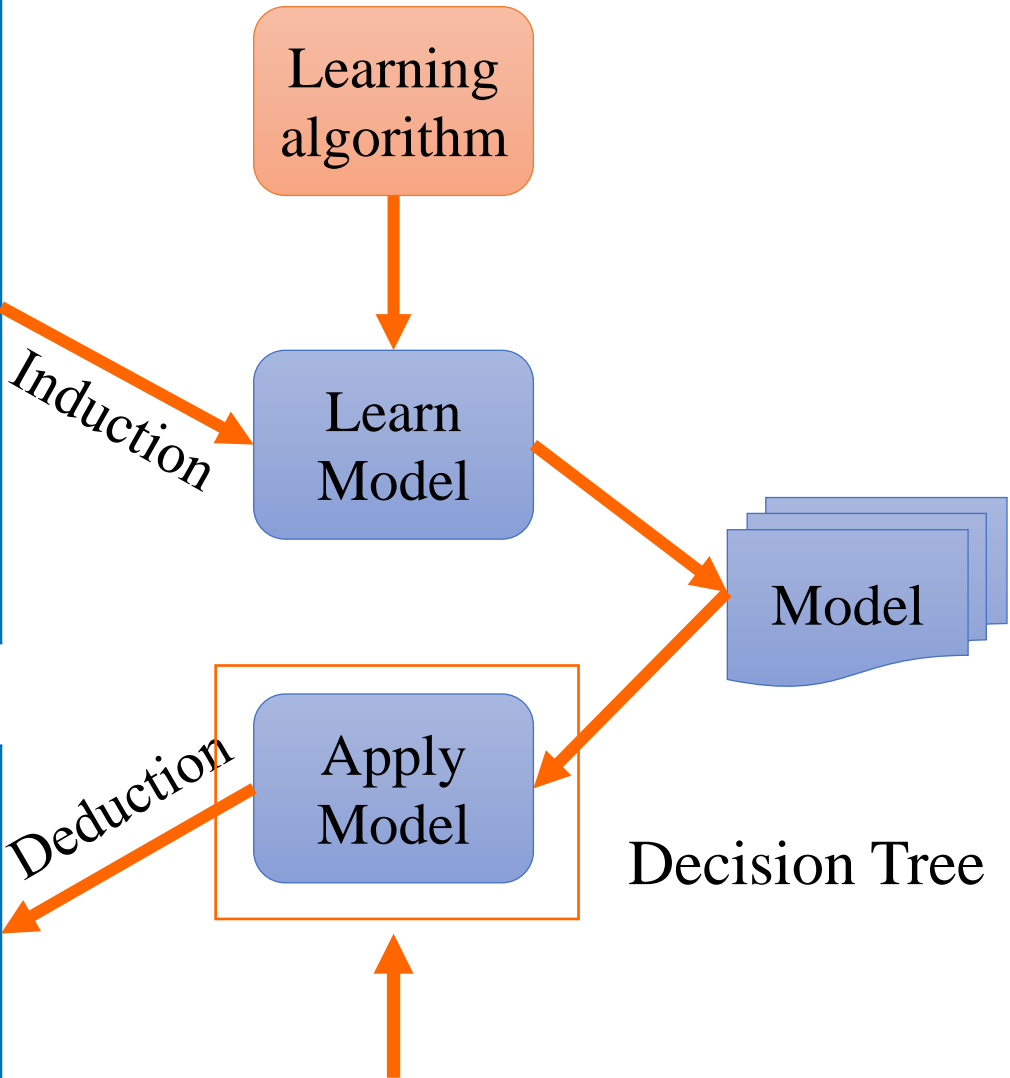 Learning
algorithm
Induction
Learn
Model
Model
Deduction
Apply
Model
Decision Tree